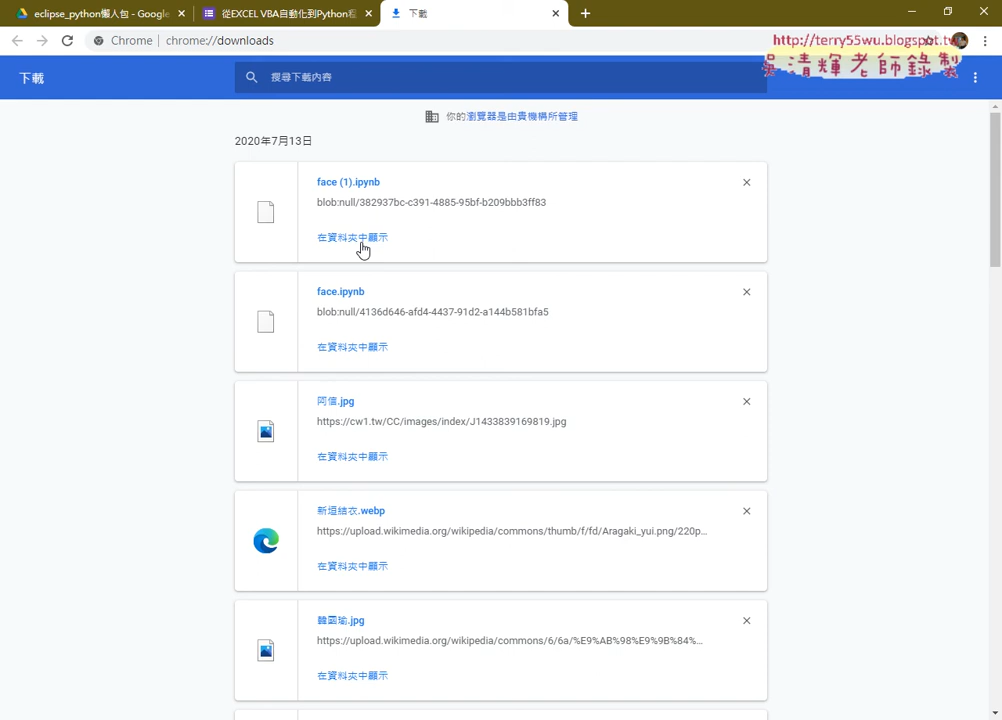 eclipse_python懶人包 - Google
從EXCEL VBA自動化到Python程
下載
Chrome
chrome://downloads
http://terry55wu.blogspot.tw
吳清輝老師錄製
下載
搜尋下載內容
你的瀏覽器是由貴機構所管理
2020年7月13日
face (1).ipynb
blob:null/382937bc-c391-4885-95bf-b209bbb3ff83
在資料夾中顯示
face.ipynb
blob:null/4136d646-afd4-4437-91d2-a144b581bfa5
在資料夾中顯示
阿信.jpg
https://cw1.tw/CC/images/index/J1433839169819.jpg
在資料夾中顯示
新垣結衣.webp
https://upload.wikimedia.org/wikipedia/commons/thumb/f/fd/Aragaki_yui.png/220p...
在資料夾中顯示
韓國瑜.jpg
https://upload.wikimedia.org/wikipedia/commons/6/6a/%E9%AB%98%E9%9B%84%...
在資料夾中顯示